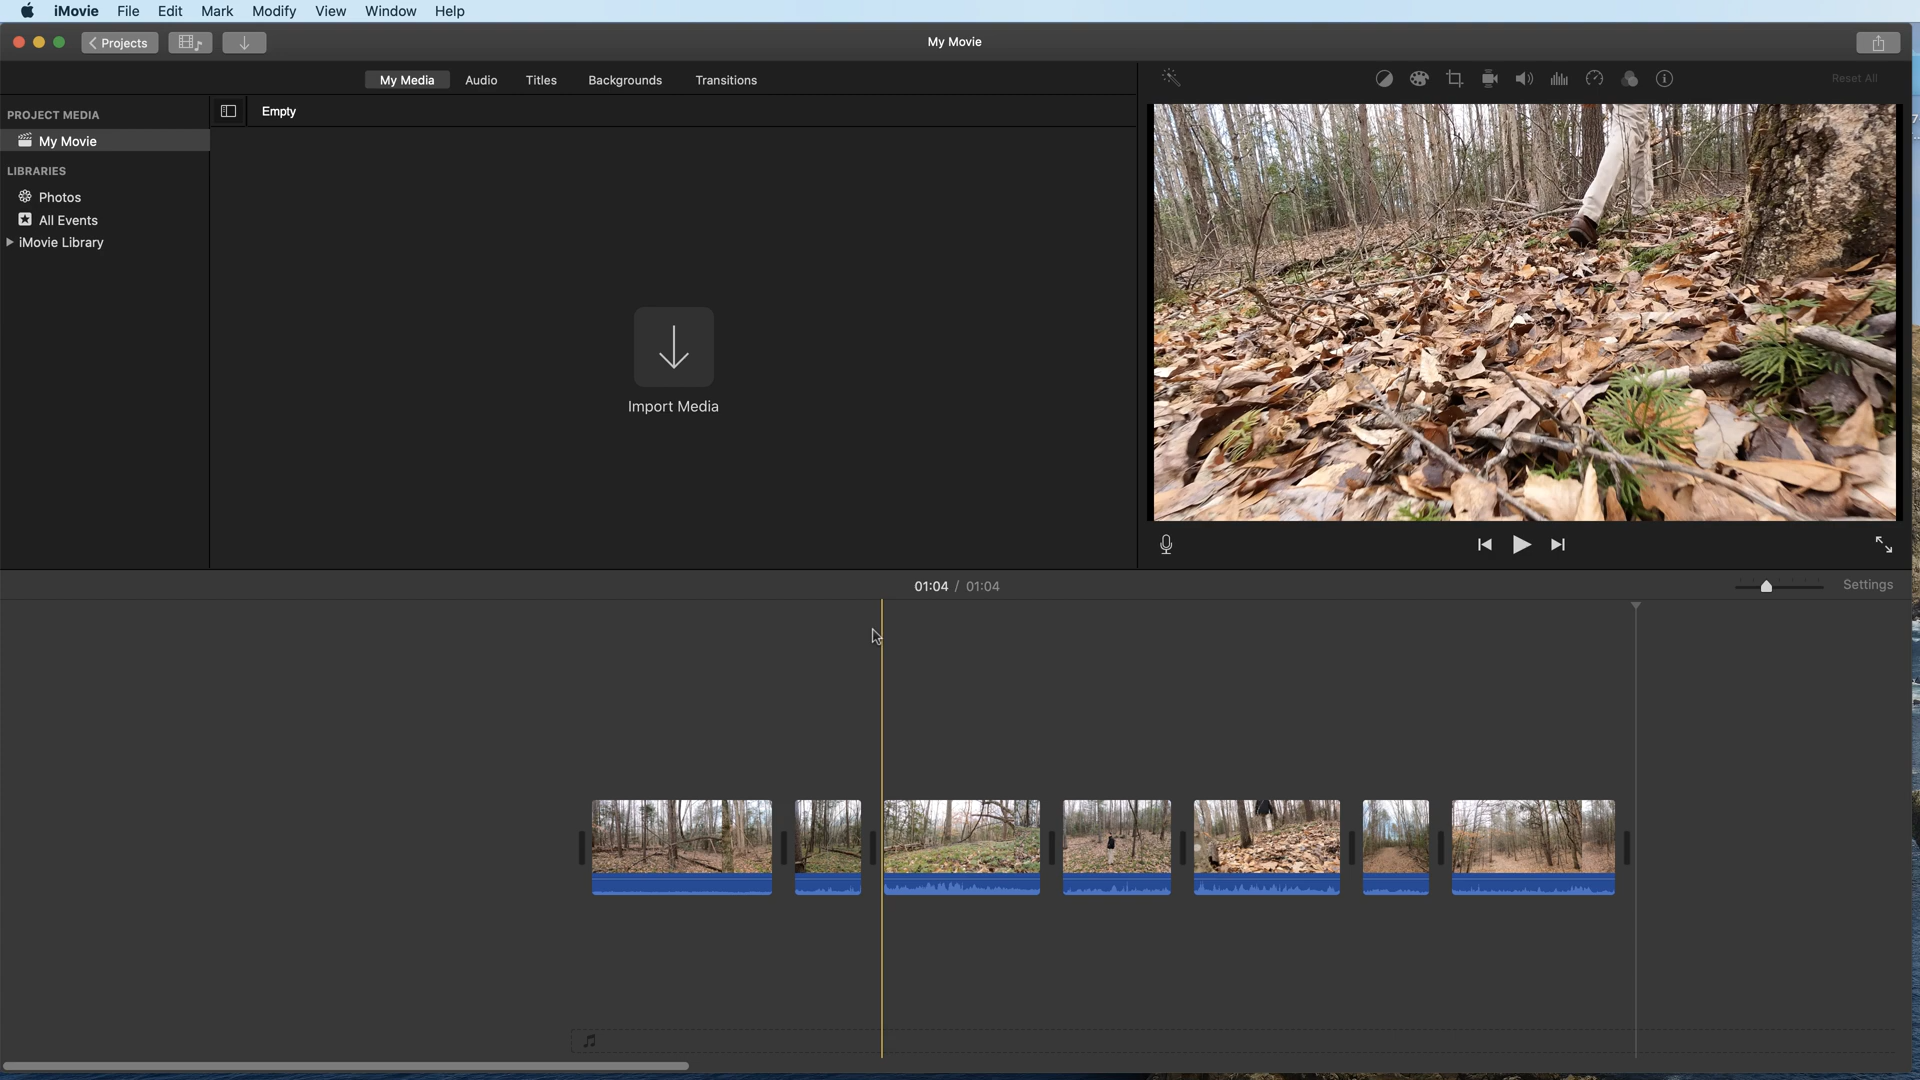 iMovie File Edit Mark Modify View Window Help
Projects
My Movie
My Media Audio Titles Backgrounds Transitions
Reset All
PROJECT MEDIA
Empty
My Movie
LIBRARIES
Photos
All Events
iMovie Library
Import Media
01:04 / 01:04
Settings